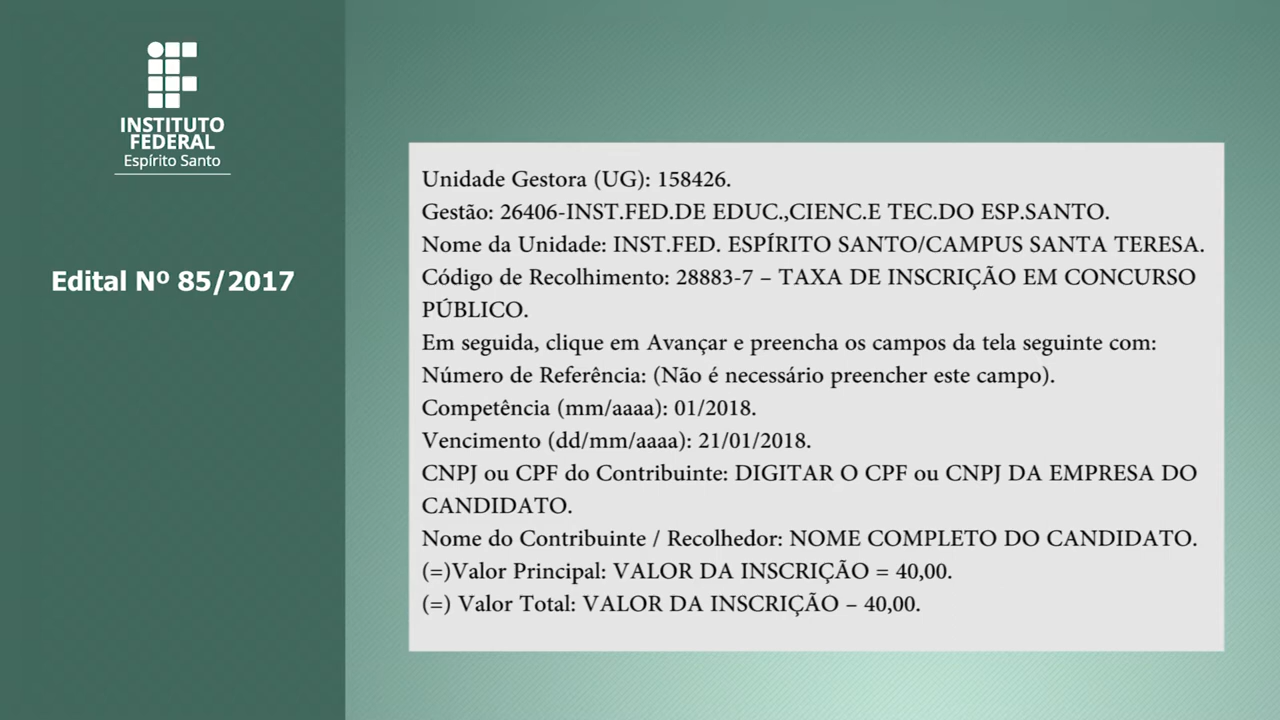 INSTITUTO
FEDERAL
Espírito Santo
Edital Nº 85/2017
Unidade Gestora (UG): 158426.
Gestão: 26406-INST.FED.DE EDUC.,CIENC.E TEC.DO ESP.SANTO.
Nome da Unidade: INST.FED. ESPÍRITO SANTO/CAMPUS SANTA TERESA.
Código de Recolhimento: 28883-7 – TAXA DE INSCRIÇÃO EM CONCURSO
PÚBLICO.
Em seguida, clique em Avançar e preencha os campos da tela seguinte com:
Número de Referência: (Não é necessário preencher este campo).
Competência (mm/aaaa): 01/2018.
Vencimento (dd/mm/aaaa): 21/01/2018.
CNPJ ou CPF do Contribuinte: DIGITAR O CPF ou CNPJ DA EMPRESA DO
CANDIDATO.
Nome do Contribuinte / Recolhedor: NOME COMPLETO DO CANDIDATO.
(=)Valor Principal: VALOR DA INSCRIÇÃO = 40,00.
(=) Valor Total: VALOR DA INSCRIÇÃO – 40,00.